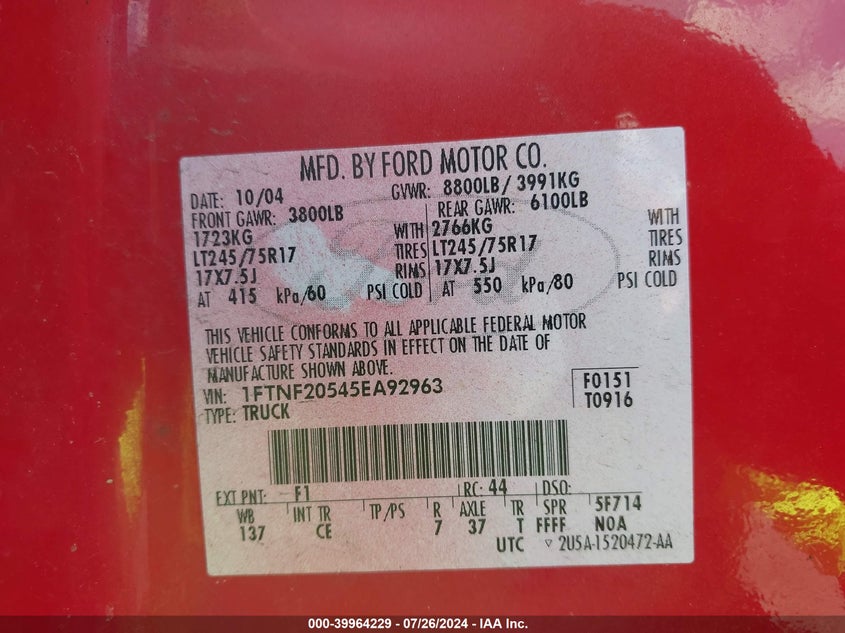 MFD. BY FORD MOTOR CO.
DATE: 10/04 GVWR: 8800LB/ 3991KG
FRONT GAWR: 3800LB REAR GAWR: 6100LB
1723KG WITH 2766KG WITH
LT245/75R17 TIRES LT245/75R17 TIRES
17X7.5J RIMS 17X7.5J RIMS
AT 415 kPa/60 PSI COLD AT 550 kPa/80 PSI COLD
THIS VEHICLE CONFORMS TO ALL APPLICABLE FEDERAL MOTOR
VEHICLE SAFETY STANDARDS IN EFFECT ON THE DATE OF
MANUFACTURE SHOWN ABOVE.
VIN: 1FTNF20545EA92963 F0151
TYPE: TRUCK T0916
EXT PNT: F1 RC: 44 DSO:
WB INT TR TP/PS R AXLE TR SPR 5F714
137 CE 7 37 T FFFF NOA
UTC ▽ 2U5A-1520472-AA
000-39964229 - 07/26/2024 - IAA Inc.